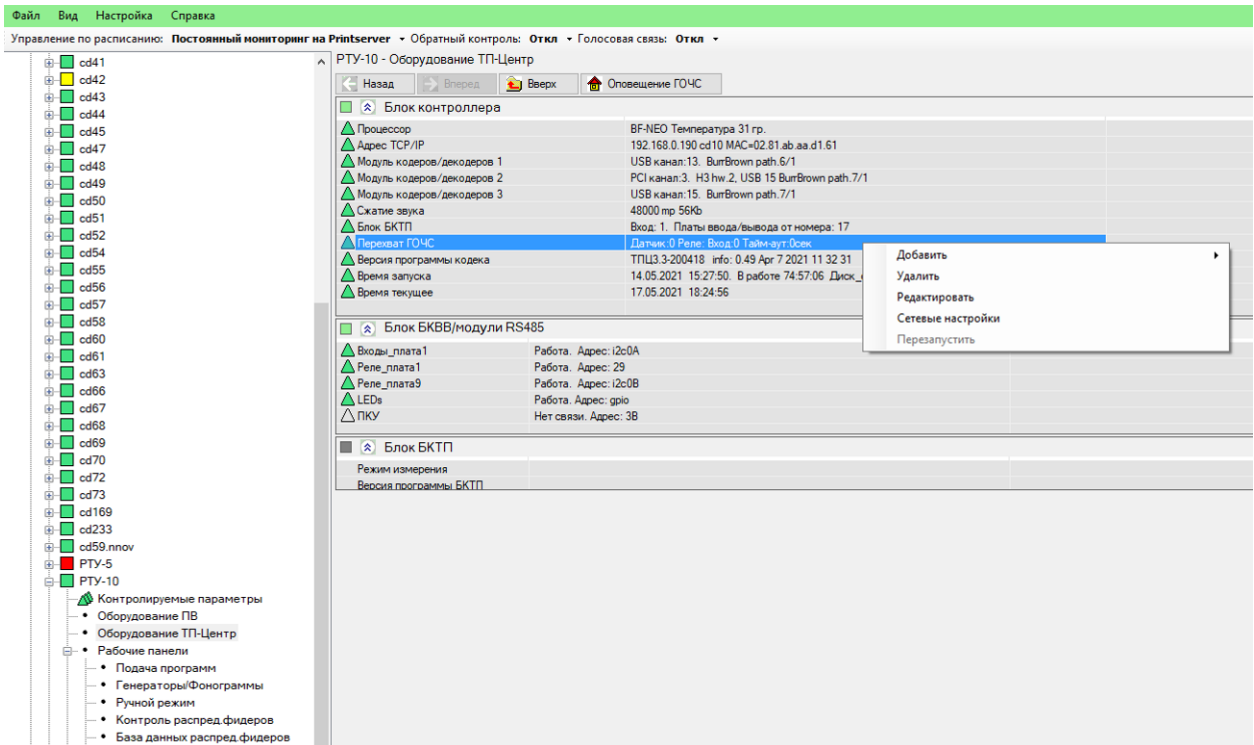 Файл Вид Настройка Справка
Управление по расписанию: Постоянный мониторинг на Printserver Обратный контроль: Откл Голосовая связь: Откл
cd41
cd42
cd43
cd44
cd45
cd47
cd48
cd49
cd50
cd51
cd52
cd54
cd55
cd56
cd57
cd58
cd60
cd61
cd63
cd66
cd67
cd68
cd69
cd70
cd72
cd73
cd169
cd233
cd59.nnov
РТУ-5
РТУ-10
Контролируемые параметры
Оборудование ПВ
Оборудование ТП-Центр
Рабочие панели
Подача программ
Генераторы/Фонограммы
Ручной режим
Контроль распред.фидеров
База данных распред.фидеров
РТУ-10 - Оборудование ТП-Центр
Назад Вперед Вверх Оповещение ГОЧС
Блок контроллера
Процессор BF-NEO Температура 31 гр.
Адрес TCP/IP 192.168.0.190 cd10 MAC=02.81.ab.aa.d1.61
Модуль кодеров/декодеров 1 USB канал:13. BurrBrown path.6/1
Модуль кодеров/декодеров 2 PCI канал:3. H3 hw.2, USB 15 BurrBrown path.7/1
Модуль кодеров/декодеров 3 USB канал:15. BurrBrown path.7/1
Сжатие звука 48000 mp 56Kb
Блок БКТП Вход: 1. Платы ввода/вывода от номера: 17
Перехват ГОЧС Датчик:0 Реле: Вход:0 Тайм-аут:0сек
Версия программы кодека ТПЦ3.3-200418 info: 0.49 Apr 7 2021 11 32 31
Время запуска 14.05.2021 15:27:50. В работе 74:57:06 Диск_
Время текущее 17.05.2021 18:24:56
Добавить
Удалить
Редактировать
Сетевые настройки
Перезапустить
Блок БКВВ/модули RS485
Входы_плата1 Работа. Адрес: i2c0A
Реле_плата1 Работа. Адрес: 29
Реле_плата9 Работа. Адрес: i2c0B
LEDs Работа. Адрес: gpio
ПКУ Нет связи. Адрес: 3B
Блок БКТП
Режим измерения
Версия программы БКТП